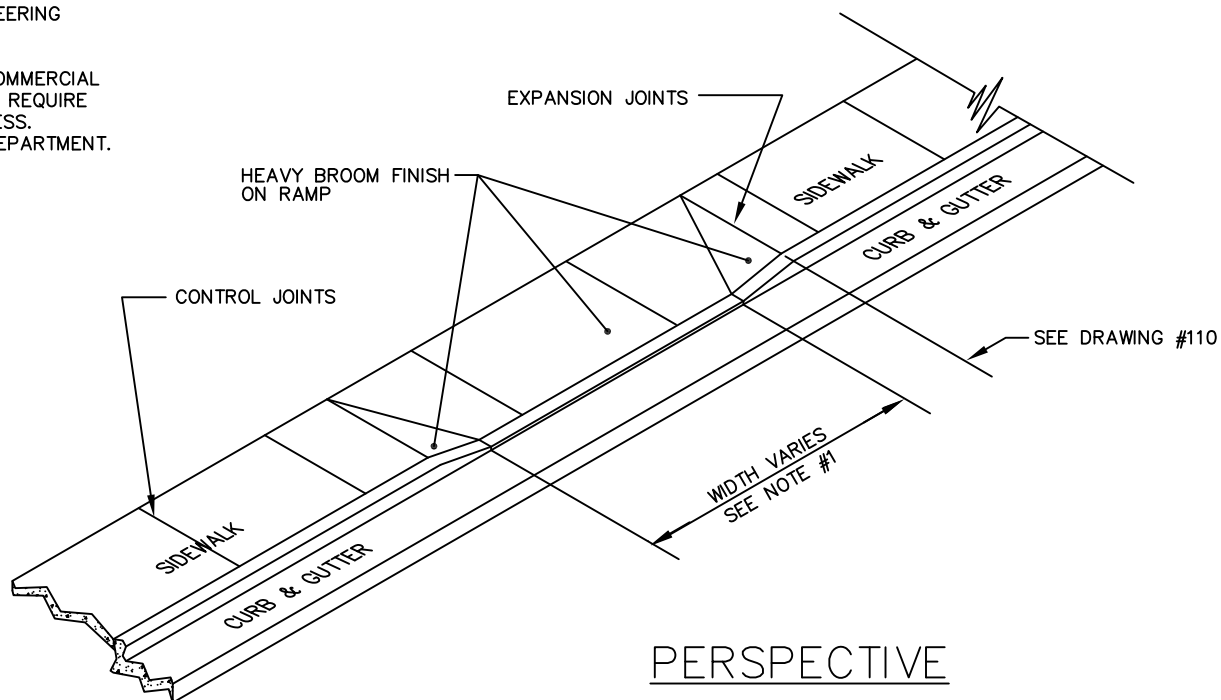 EERING
OMMERCIAL
REQUIRE
ESS.
EPARTMENT.
EXPANSION JOINTS
HEAVY BROOM FINISH
ON RAMP
SIDEWALK
CURB & GUTTER
CONTROL JOINTS
SEE DRAWING #110
WIDTH VARIES
SEE NOTE #1
SIDEWALK
CURB & GUTTER
PERSPECTIVE